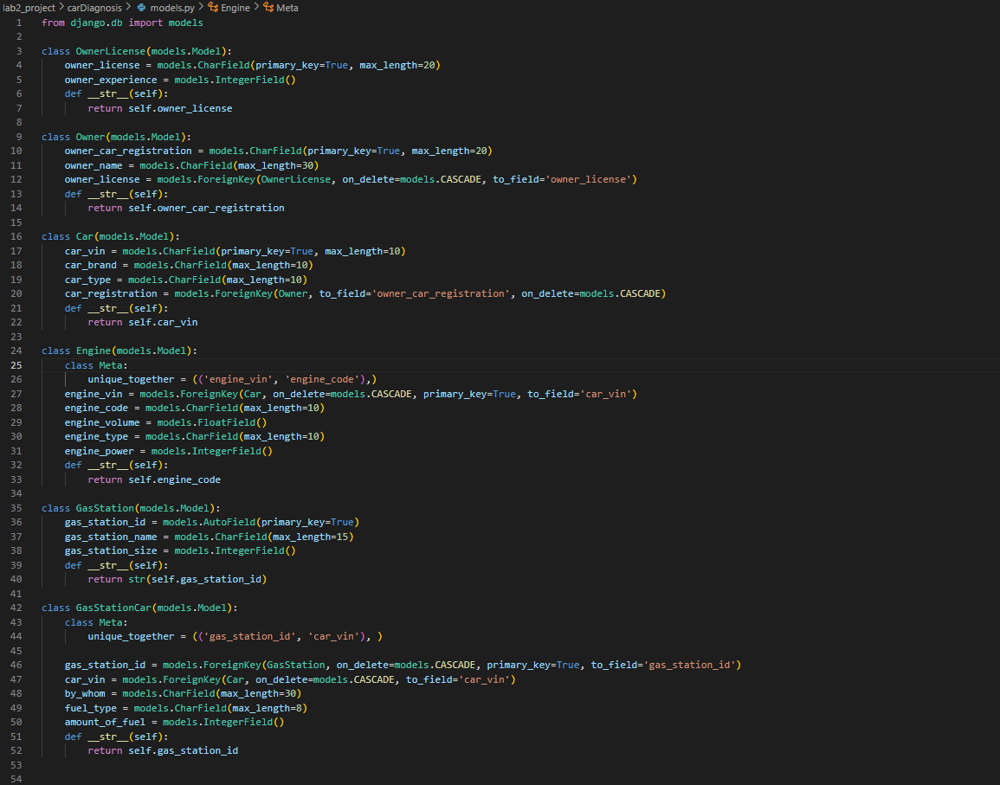 lab2_project > carDiagnosis > models.py > Engine > Meta
1 from django.db import models
2
3 class OwnerLicense(models.Model):
4     owner_license = models.CharField(primary_key=True, max_length=20)
5     owner_experience = models.IntegerField()
6     def __str__(self):
7         return self.owner_license
8
9 class Owner(models.Model):
10     owner_car_registration = models.CharField(primary_key=True, max_length=20)
11     owner_name = models.CharField(max_length=30)
12     owner_license = models.ForeignKey(OwnerLicense, on_delete=models.CASCADE, to_field='owner_license')
13     def __str__(self):
14         return self.owner_car_registration
15
16 class Car(models.Model):
17     car_vin = models.CharField(primary_key=True, max_length=10)
18     car_brand = models.CharField(max_length=10)
19     car_type = models.CharField(max_length=10)
20     car_registration = models.ForeignKey(Owner, to_field='owner_car_registration', on_delete=models.CASCADE)
21     def __str__(self):
22         return self.car_vin
23
24 class Engine(models.Model):
25     class Meta:
26         unique_together = (('engine_vin', 'engine_code'),)
27     engine_vin = models.ForeignKey(Car, on_delete=models.CASCADE, primary_key=True, to_field='car_vin')
28     engine_code = models.CharField(max_length=10)
29     engine_volume = models.FloatField()
30     engine_type = models.CharField(max_length=10)
31     engine_power = models.IntegerField()
32     def __str__(self):
33         return self.engine_code
34
35 class GasStation(models.Model):
36     gas_station_id = models.AutoField(primary_key=True)
37     gas_station_name = models.CharField(max_length=15)
38     gas_station_size = models.IntegerField()
39     def __str__(self):
40         return str(self.gas_station_id)
41
42 class GasStationCar(models.Model):
43     class Meta:
44         unique_together = (('gas_station_id', 'car_vin'), )
45
46     gas_station_id = models.ForeignKey(GasStation, on_delete=models.CASCADE, primary_key=True, to_field='gas_station_id')
47     car_vin = models.ForeignKey(Car, on_delete=models.CASCADE, to_field='car_vin')
48     by_whom = models.CharField(max_length=30)
49     fuel_type = models.CharField(max_length=8)
50     amount_of_fuel = models.IntegerField()
51     def __str__(self):
52         return self.gas_station_id
53
54